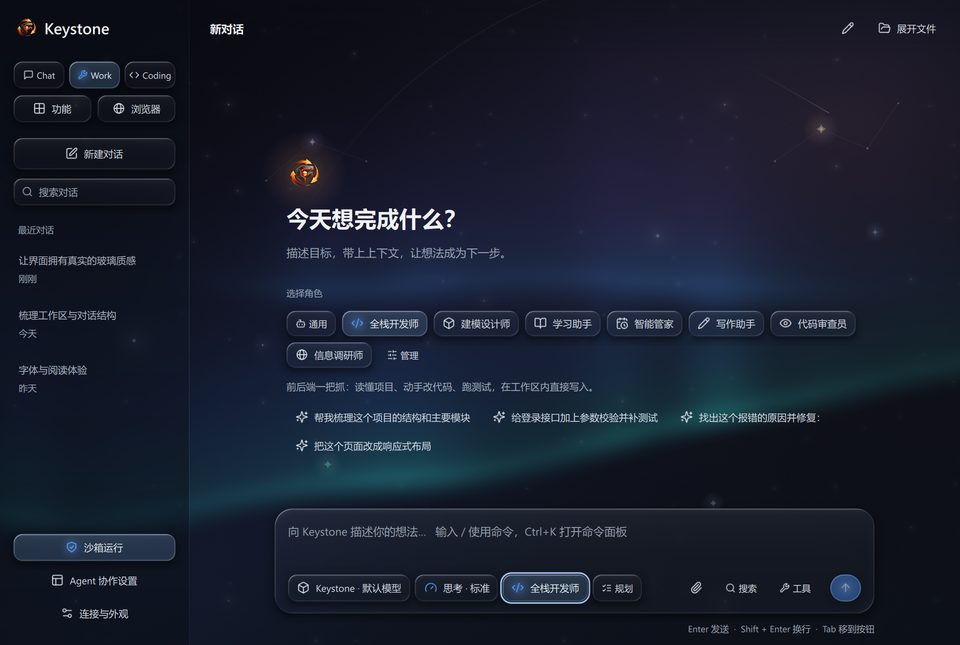 Keystone
Chat Work Coding
功能 浏览器
新建对话
搜索对话
最近对话
让界面拥有真实的玻璃质感
刚刚
梳理工作区与对话结构
今天
字体与阅读体验
昨天
沙箱运行
Agent 协作设置
连接与外观
新对话
展开文件
今天想完成什么?
描述目标，带上上下文，让想法成为下一步。
选择角色
通用 全栈开发师 建模设计师 学习助手 智能管家 写作助手 代码审查员
信息调研师 管理
前后端一把抓：读懂项目、动手改代码、跑测试，在工作区内直接写入。
帮我梳理这个项目的结构和主要模块 给登录接口加上参数校验并补测试 找出这个报错的原因并修复：
把这个页面改成响应式布局
向 Keystone 描述你的想法... 输入 / 使用命令，Ctrl+K 打开命令面板
Keystone · 默认模型 思考 · 标准 全栈开发师 规划 搜索 工具
Enter 发送 · Shift + Enter 换行 · Tab 移到按钮